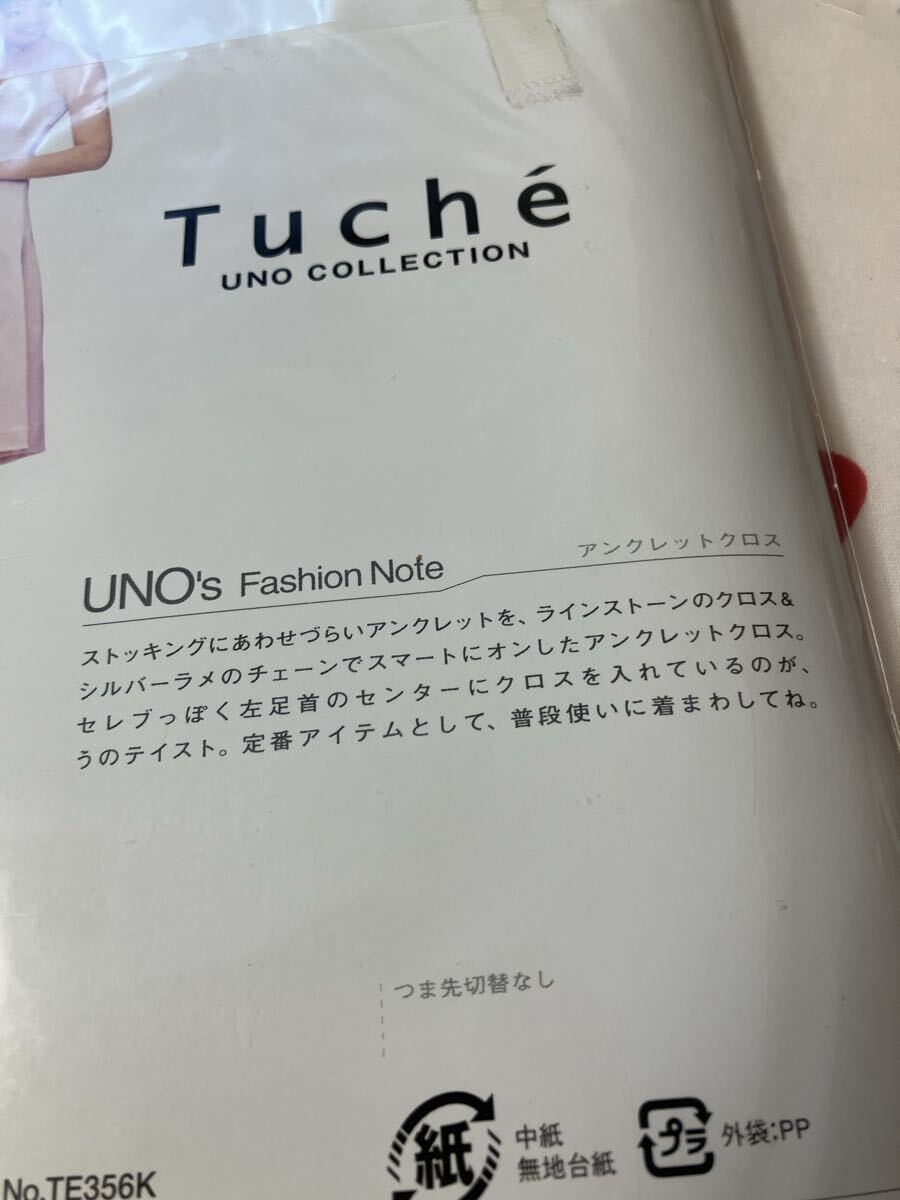 Tuché
UNO COLLECTION
UNO's Fashion Note
アンクレットクロス
ストッキングにあわせづらいアンクレットを、ラインストーンのクロス&
シルバーラメのチェーンでスマートにオンしたアンクレットクロス。
セレブっぽく左足首のセンターにクロスを入れているのが、
うのテイスト。定番アイテムとして、普段使いに着まわしてね。
つま先切替なし
紙
中紙
無地台紙
プラ
外袋:PP
No.TE356K